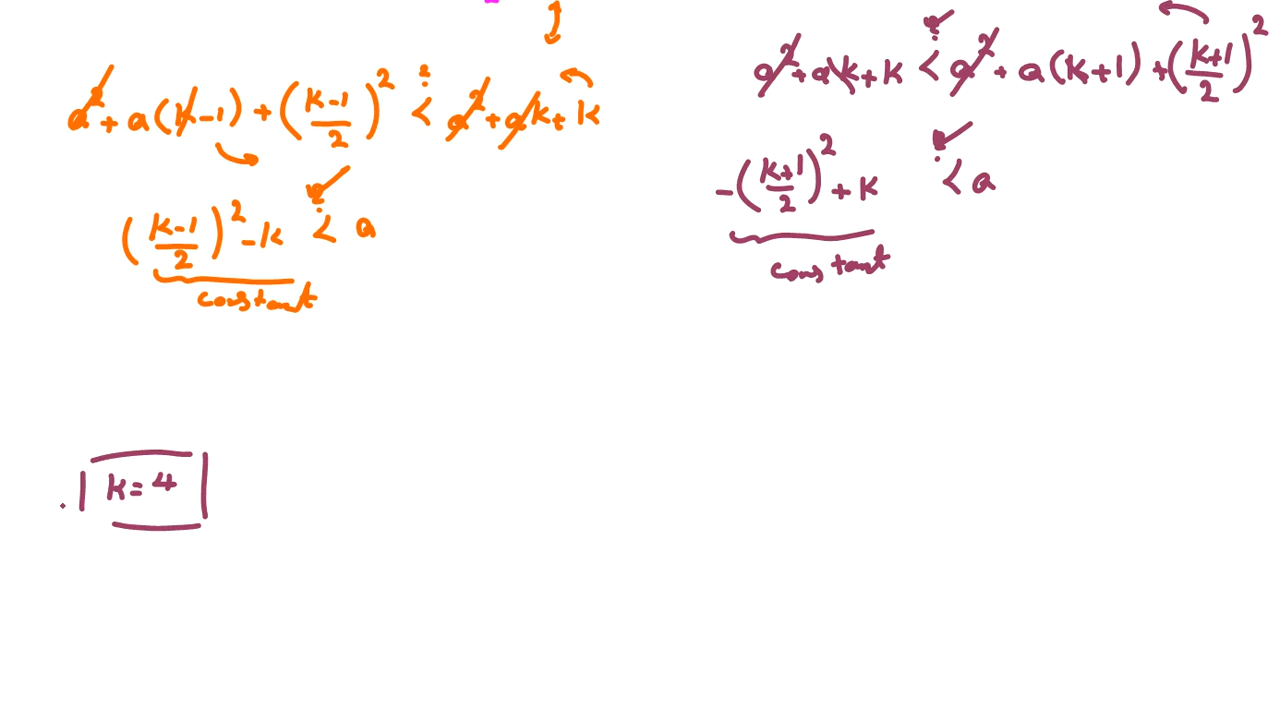 a² + a(k-1) + (k-1/2)² <? a² + ak + k
(k-1/2)² - k <? a
constant
a² + ak + k <? a² + a(k+1) + (k+1/2)²
-(k+1/2)² + k <? a
constant
k = 4